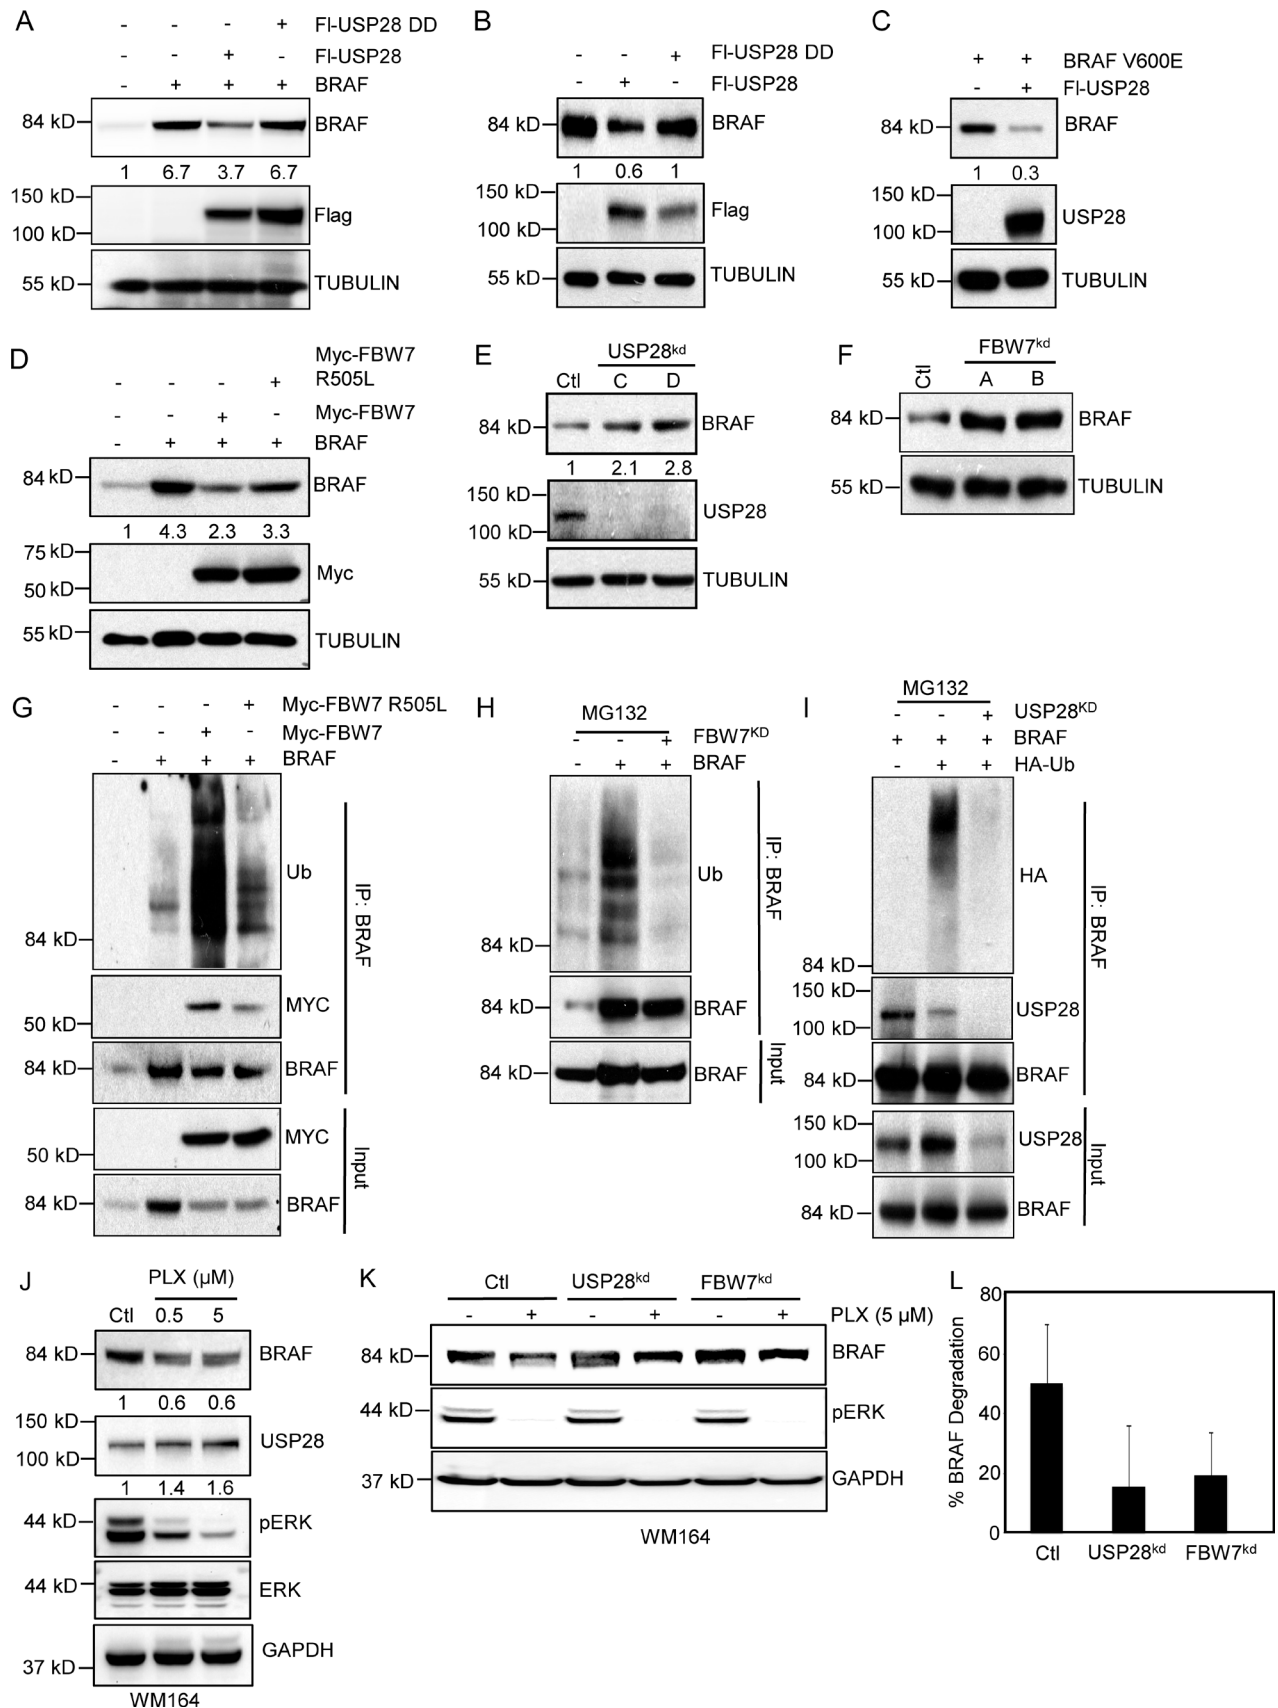 A
- - - + Fl-USP28 DD
- - + - Fl-USP28
- + + + BRAF
84 kD BRAF
1 6.7 3.7 6.7
150 kD
Flag
100 kD
55 kD TUBULIN
B
- - + Fl-USP28 DD
- + - Fl-USP28
84 kD BRAF
1 0.6 1
150 kD
Flag
100 kD
55 kD TUBULIN
C
+ + BRAF V600E
- + Fl-USP28
84 kD BRAF
1 0.3
150 kD
USP28
100 kD
55 kD TUBULIN
D
Myc-FBW7
- - - + R505L
- - + - Myc-FBW7
- + + + BRAF
84 kD BRAF
1 4.3 2.3 3.3
75 kD
Myc
50 kD
55 kD TUBULIN
E
USP28kd
Ctl C D
84 kD BRAF
1 2.1 2.8
150 kD
USP28
100 kD
55 kD TUBULIN
F
FBW7kd
Ctl A B
84 kD BRAF
55 kD TUBULIN
G
- - - + Myc-FBW7 R505L
- - + - Myc-FBW7
- + + + BRAF
Ub
84 kD
MYC
50 kD
84 kD BRAF
IP: BRAF
MYC
50 kD
84 kD BRAF
Input
H
MG132
- - + FBW7KD
- + + BRAF
Ub
84 kD
84 kD BRAF
IP: BRAF
84 kD BRAF
Input
I
MG132
- - + USP28KD
+ + + BRAF
- + + HA-Ub
HA
84 kD
150 kD
USP28
100 kD
84 kD BRAF
IP: BRAF
150 kD
USP28
100 kD
84 kD BRAF
Input
J
PLX (µM)
Ctl 0.5 5
84 kD BRAF
1 0.6 0.6
150 kD
USP28
100 kD
1 1.4 1.6
44 kD pERK
44 kD ERK
GAPDH
37 kD
WM164
K
Ctl USP28kd FBW7kd
- + - + - + PLX (5 µM)
84 kD BRAF
44 kD pERK
37 kD GAPDH
WM164
L
% BRAF Degradation
80
60
40
20
0
Ctl USP28kd FBW7kd